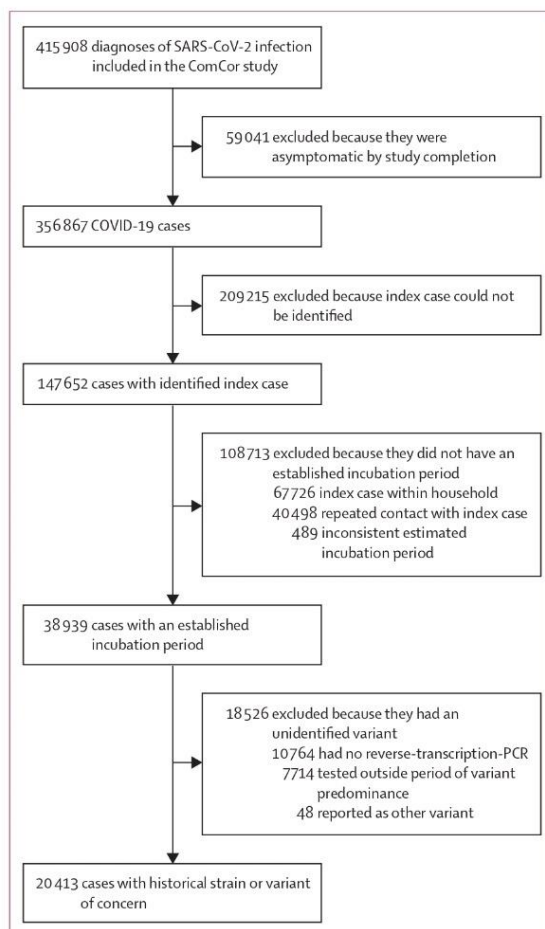 415 908 diagnoses of SARS-CoV-2 infection
included in the ComCor study
59 041 excluded because they were
asymptomatic by study completion
356 867 COVID-19 cases
209 215 excluded because index case could not
be identified
147 652 cases with identified index case
108 713 excluded because they did not have an
established incubation period
67 726 index case within household
40 498 repeated contact with index case
489 inconsistent estimated
incubation period
38 939 cases with an established
incubation period
18 526 excluded because they had an
unidentified variant
10 764 had no reverse-transcription-PCR
7714 tested outside period of variant
predominance
48 reported as other variant
20 413 cases with historical strain or variant
of concern